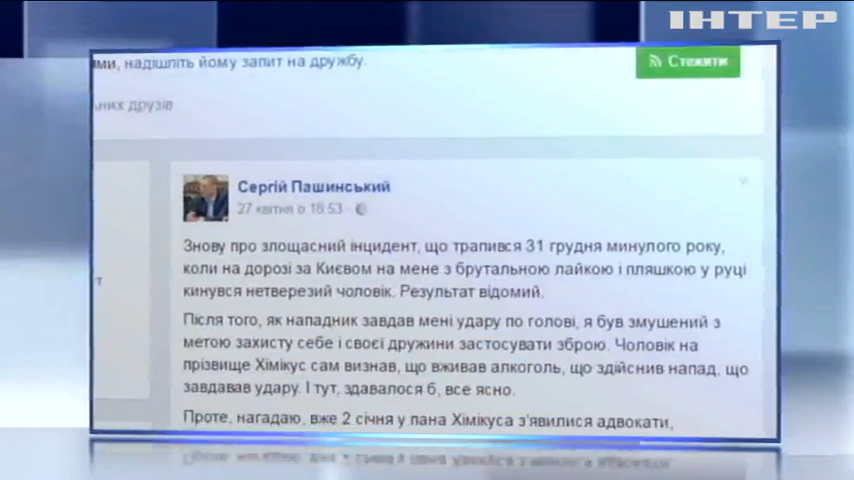 ІНТЕР
ями, надішліть йому запит на дружбу.
Стежити
льних друзів
Сергій Пашинський
27 квітня о 18:53
Знову про злощасний інцидент, що трапився 31 грудня минулого року,
коли на дорозі за Києвом на мене з брутальною лайкою і пляшкою у руці
кинувся нетверезий чоловік. Результат відомий.
Після того, як нападник завдав мені удару по голові, я був змушений з
метою захисту себе і своєї дружини застосувати зброю. Чоловік на
прізвище Хімікус сам визнав, що вживав алкоголь, що здійснив напад, що
завдавав удару. І тут, здавалося б, все ясно.
Проте, нагадаю, вже 2 січня у пана Хімікуса з'явилися адвокати,